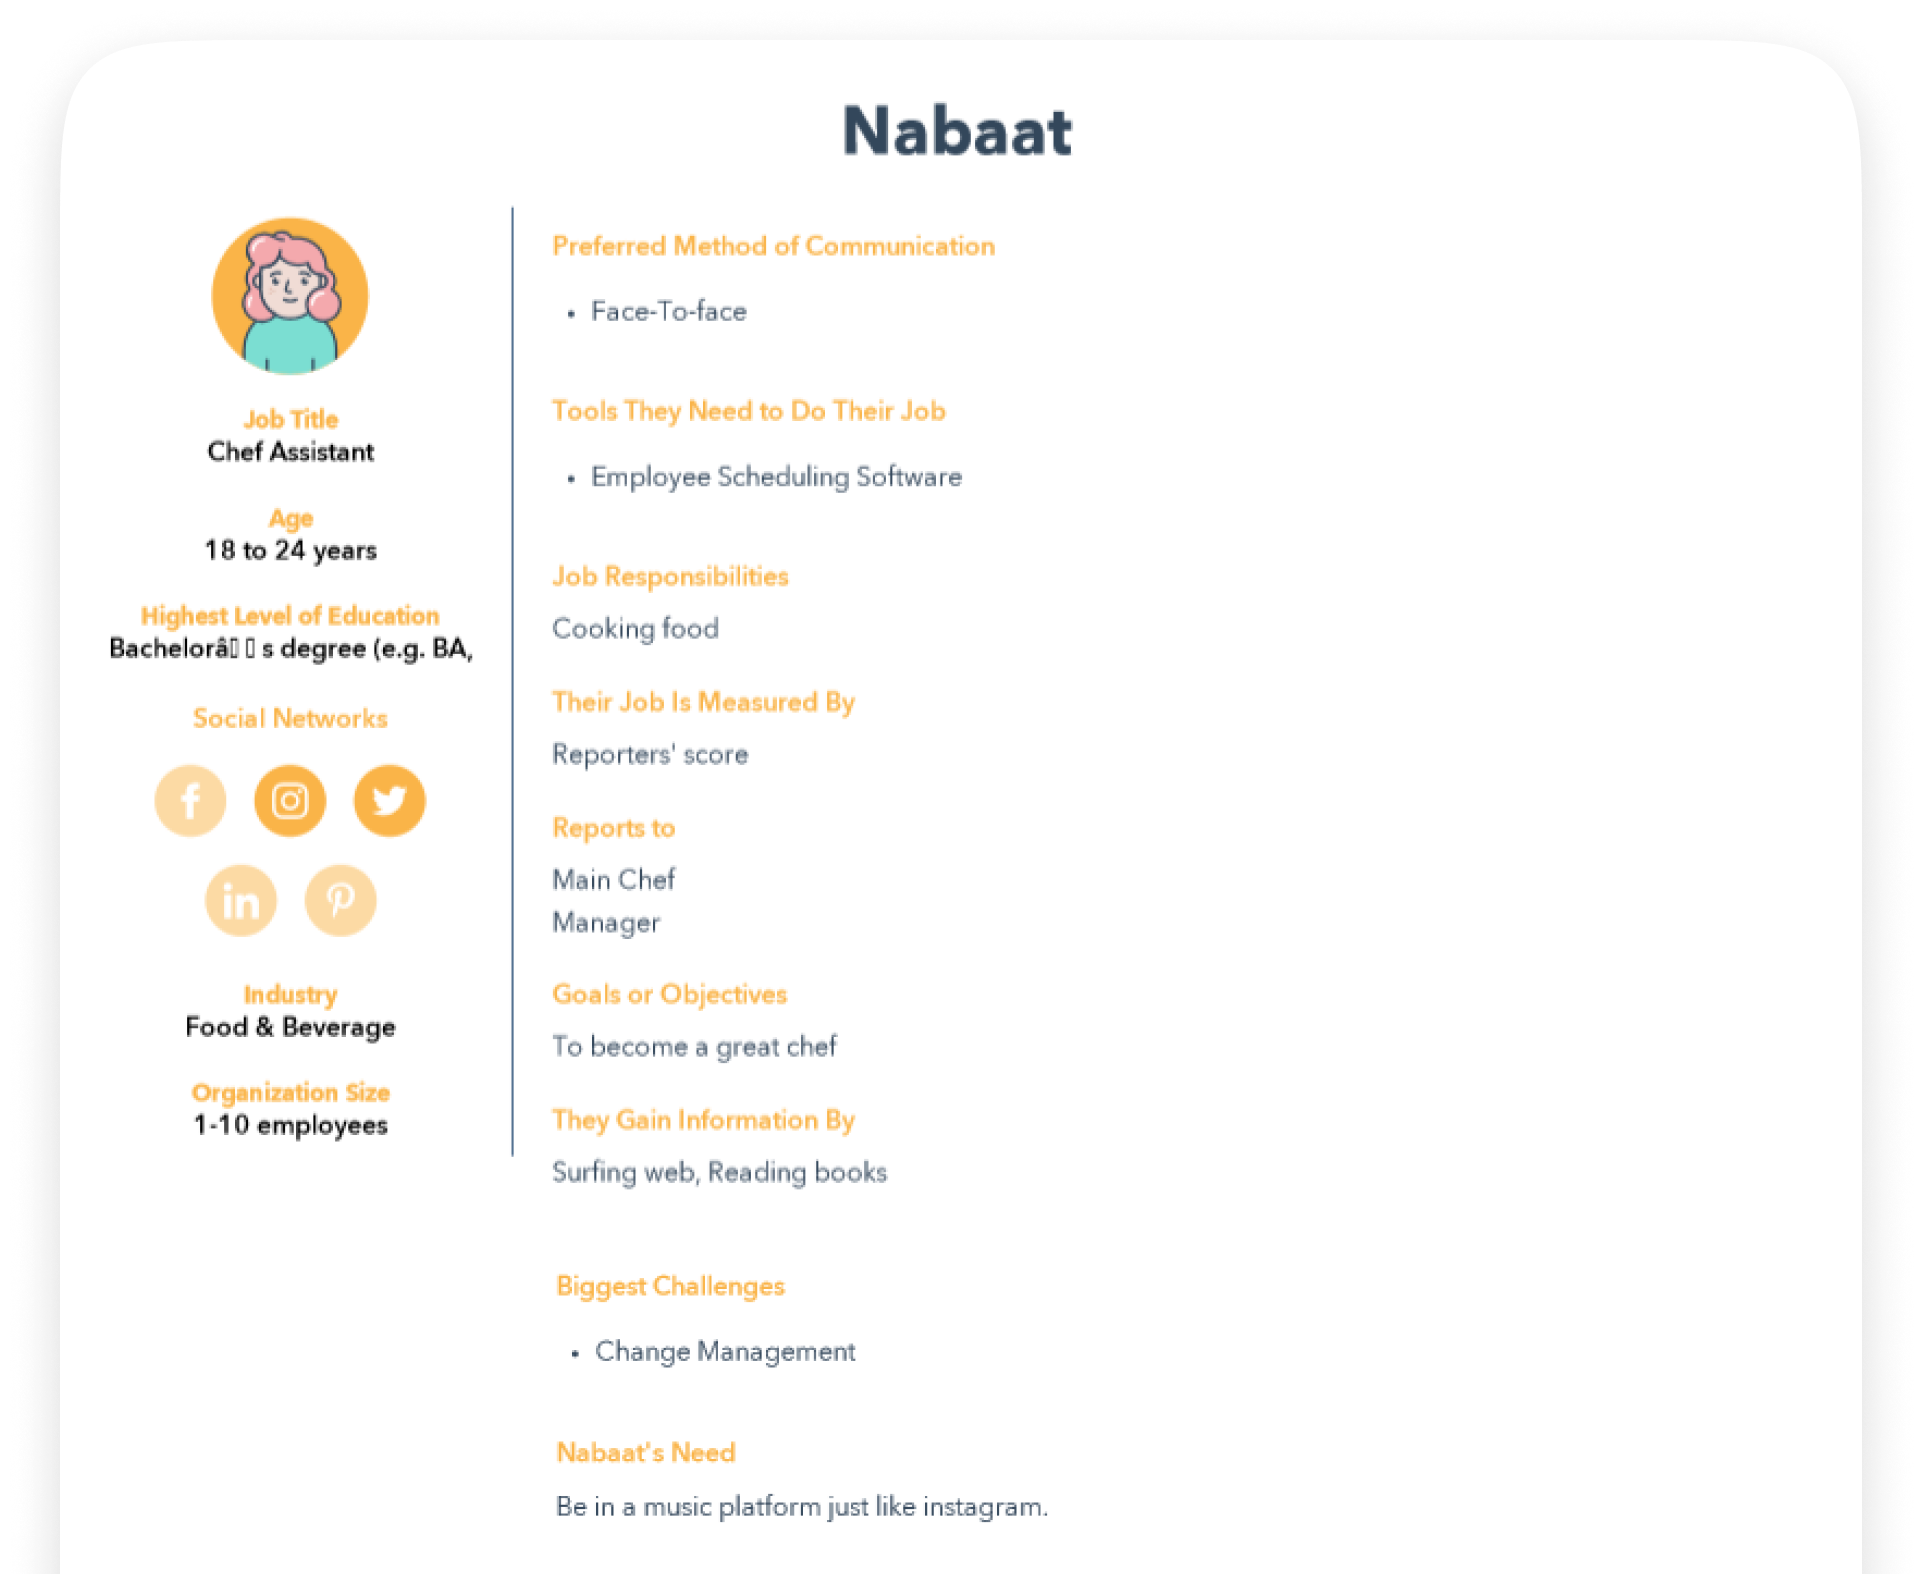 Nabaat
Job Title
Chef Assistant
Age
18 to 24 years
Highest Level of Education
Bachelorâ▯ ▯ s degree (e.g. BA,
Social Networks
f
in
Industry
Food & Beverage
Organization Size
1-10 employees
Preferred Method of Communication
• Face-To-face
Tools They Need to Do Their Job
• Employee Scheduling Software
Job Responsibilities
Cooking food
Their Job Is Measured By
Reporters' score
Reports to
Main Chef
Manager
Goals or Objectives
To become a great chef
They Gain Information By
Surfing web, Reading books
Biggest Challenges
• Change Management
Nabaat's Need
Be in a music platform just like instagram.